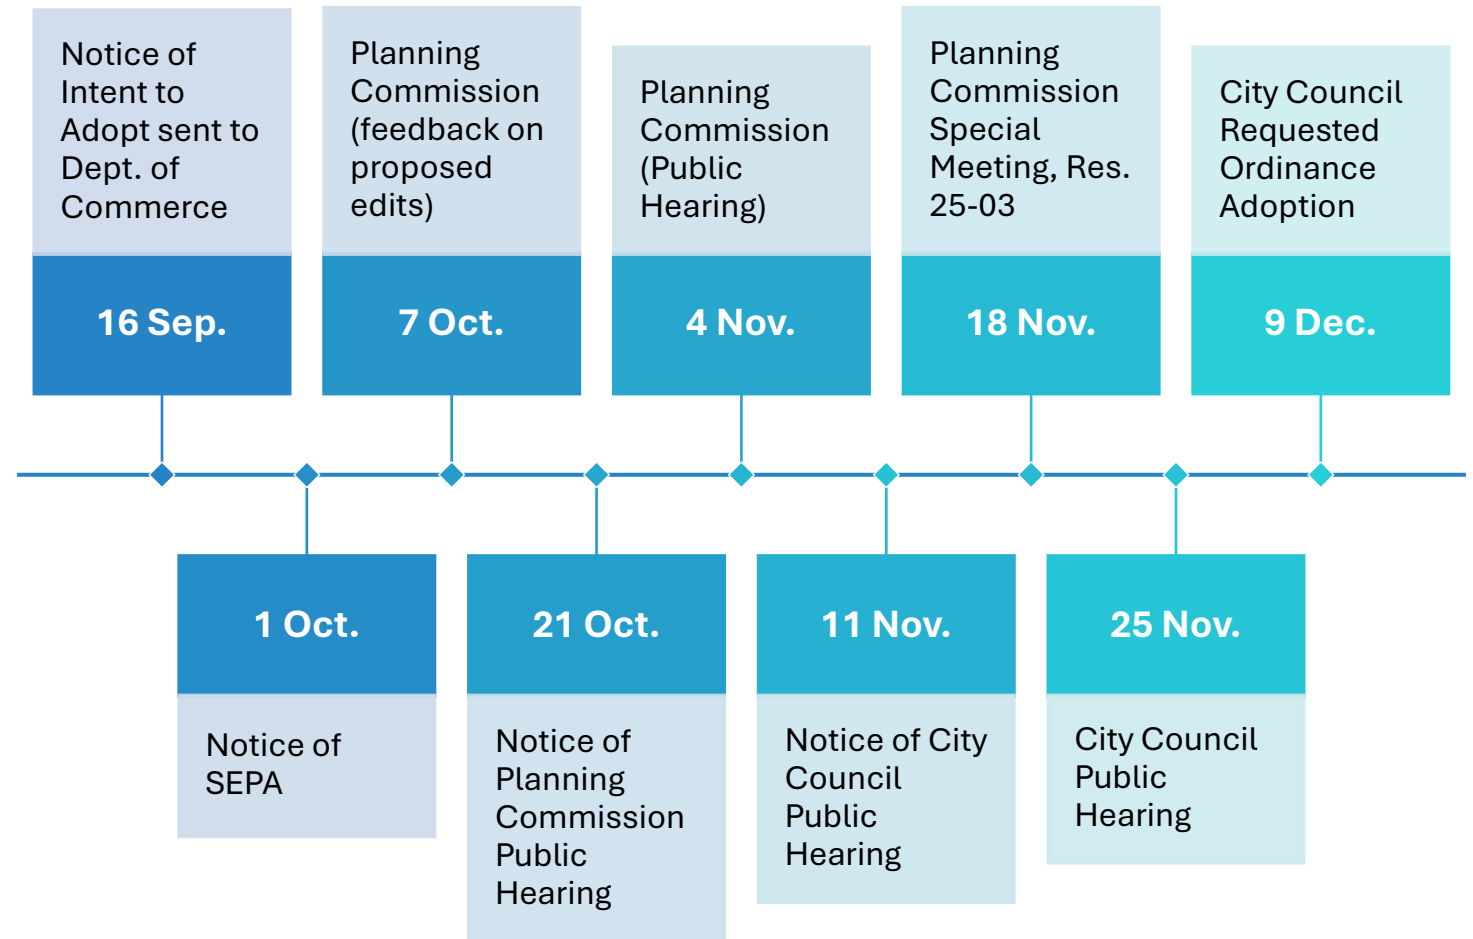 Notice of
Intent to
Adopt sent to
Dept. of
Commerce
16 Sep.
1 Oct.
Notice of
SEPA
Planning
Commission
(feedback on
proposed
edits)
7 Oct.
21 Oct.
Notice of
Planning
Commission
Public
Hearing
Planning
Commission
(Public
Hearing)
4 Nov.
11 Nov.
Notice of City
Council
Public
Hearing
Planning
Commission
Special
Meeting, Res.
25-03
18 Nov.
25 Nov.
City Council
Public
Hearing
City Council
Requested
Ordinance
Adoption
9 Dec.